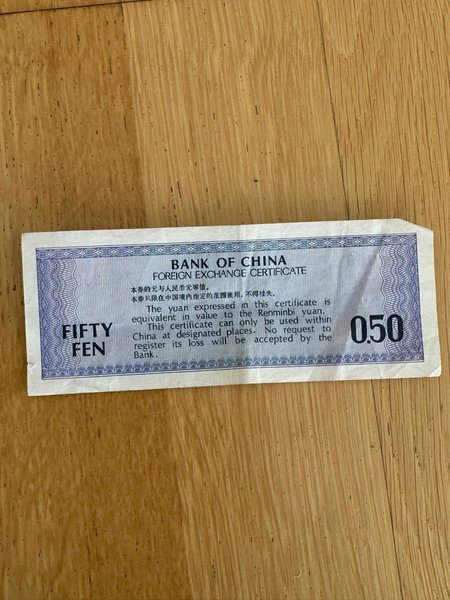 BANK OF CHINA
FOREIGN EXCHANGE CERTIFICATE
本券的元与人民币元等值。
本券只限在中国境内指定的范围使用，不得挂失。
The yuan expressed in this certificate is
equivalent in value to the Renminbi yuan.
This certificate can only be used within
China at designated places. No request to
register its loss will be accepted by the
Bank.
FIFTY
FEN
0.50